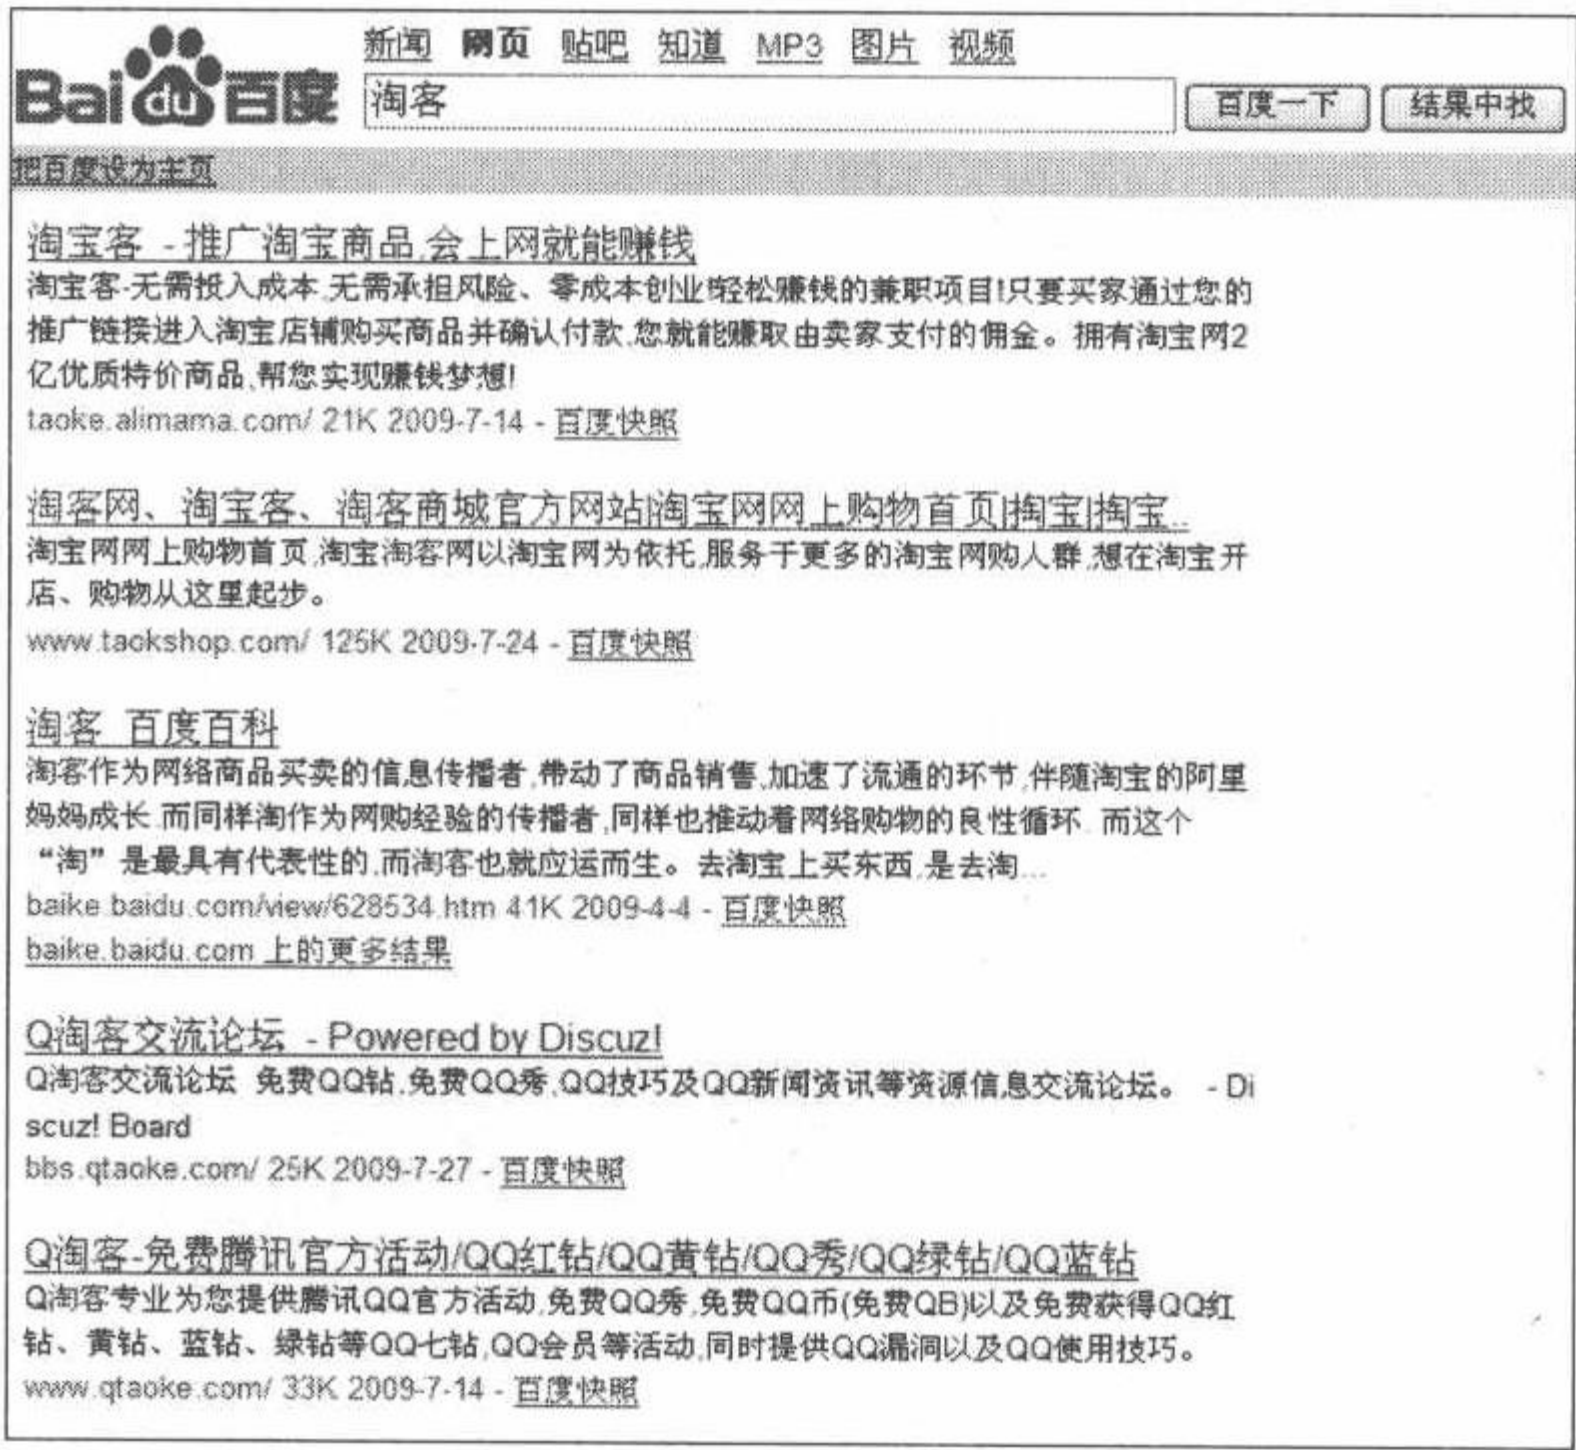 新闻 网页 贴吧 知道 MP3 图片 视频
Bai du 百度 淘客 百度一下 结果中找
把百度设为主页
淘宝客 - 推广淘宝商品,会上网就能赚钱
淘宝客-无需投入成本,无需承担风险、零成本创业!轻松赚钱的兼职项目!只要买家通过您的
推广链接进入淘宝店铺购买商品并确认付款,您就能赚取由卖家支付的佣金。拥有淘宝网2
亿优质特价商品,帮您实现赚钱梦想!
taoke.alimama.com/ 21K 2009-7-14 - 百度快照
淘客网、淘宝客、淘客商城官方网站|淘宝网网上购物首页|掏宝|掏宝...
淘宝网网上购物首页,淘宝淘客网以淘宝网为依托,服务于更多的淘宝网购人群,想在淘宝开
店、购物从这里起步。
www.taokshop.com/ 125K 2009-7-24 - 百度快照
淘客_百度百科
淘客作为网络商品买卖的信息传播者,带动了商品销售,加速了流通的环节,伴随淘宝的阿里
妈妈成长.而同样淘作为网购经验的传播者,同样也推动着网络购物的良性循环. 而这个
“淘”是最具有代表性的,而淘客也就应运而生。去淘宝上买东西,是去淘...
baike.baidu.com/view/628534.htm 41K 2009-4-4 - 百度快照
baike.baidu.com 上的更多结果
Q淘客交流论坛 - Powered by Discuz!
Q淘客交流论坛 免费QQ钻,免费QQ秀,QQ技巧及QQ新闻资讯等资源信息交流论坛。 - Di
scuz! Board
bbs.qtaoke.com/ 25K 2009-7-27 - 百度快照
Q淘客-免费腾讯官方活动/QQ红钻/QQ黄钻/QQ秀/QQ绿钻/QQ蓝钻
Q淘客专业为您提供腾讯QQ官方活动,免费QQ秀,免费QQ币(免费QB)以及免费获得QQ红
钻、黄钻、蓝钻、绿钻等QQ七钻,QQ会员等活动,同时提供QQ漏洞以及QQ使用技巧。
www.qtaoke.com/ 33K 2009-7-14 - 百度快照